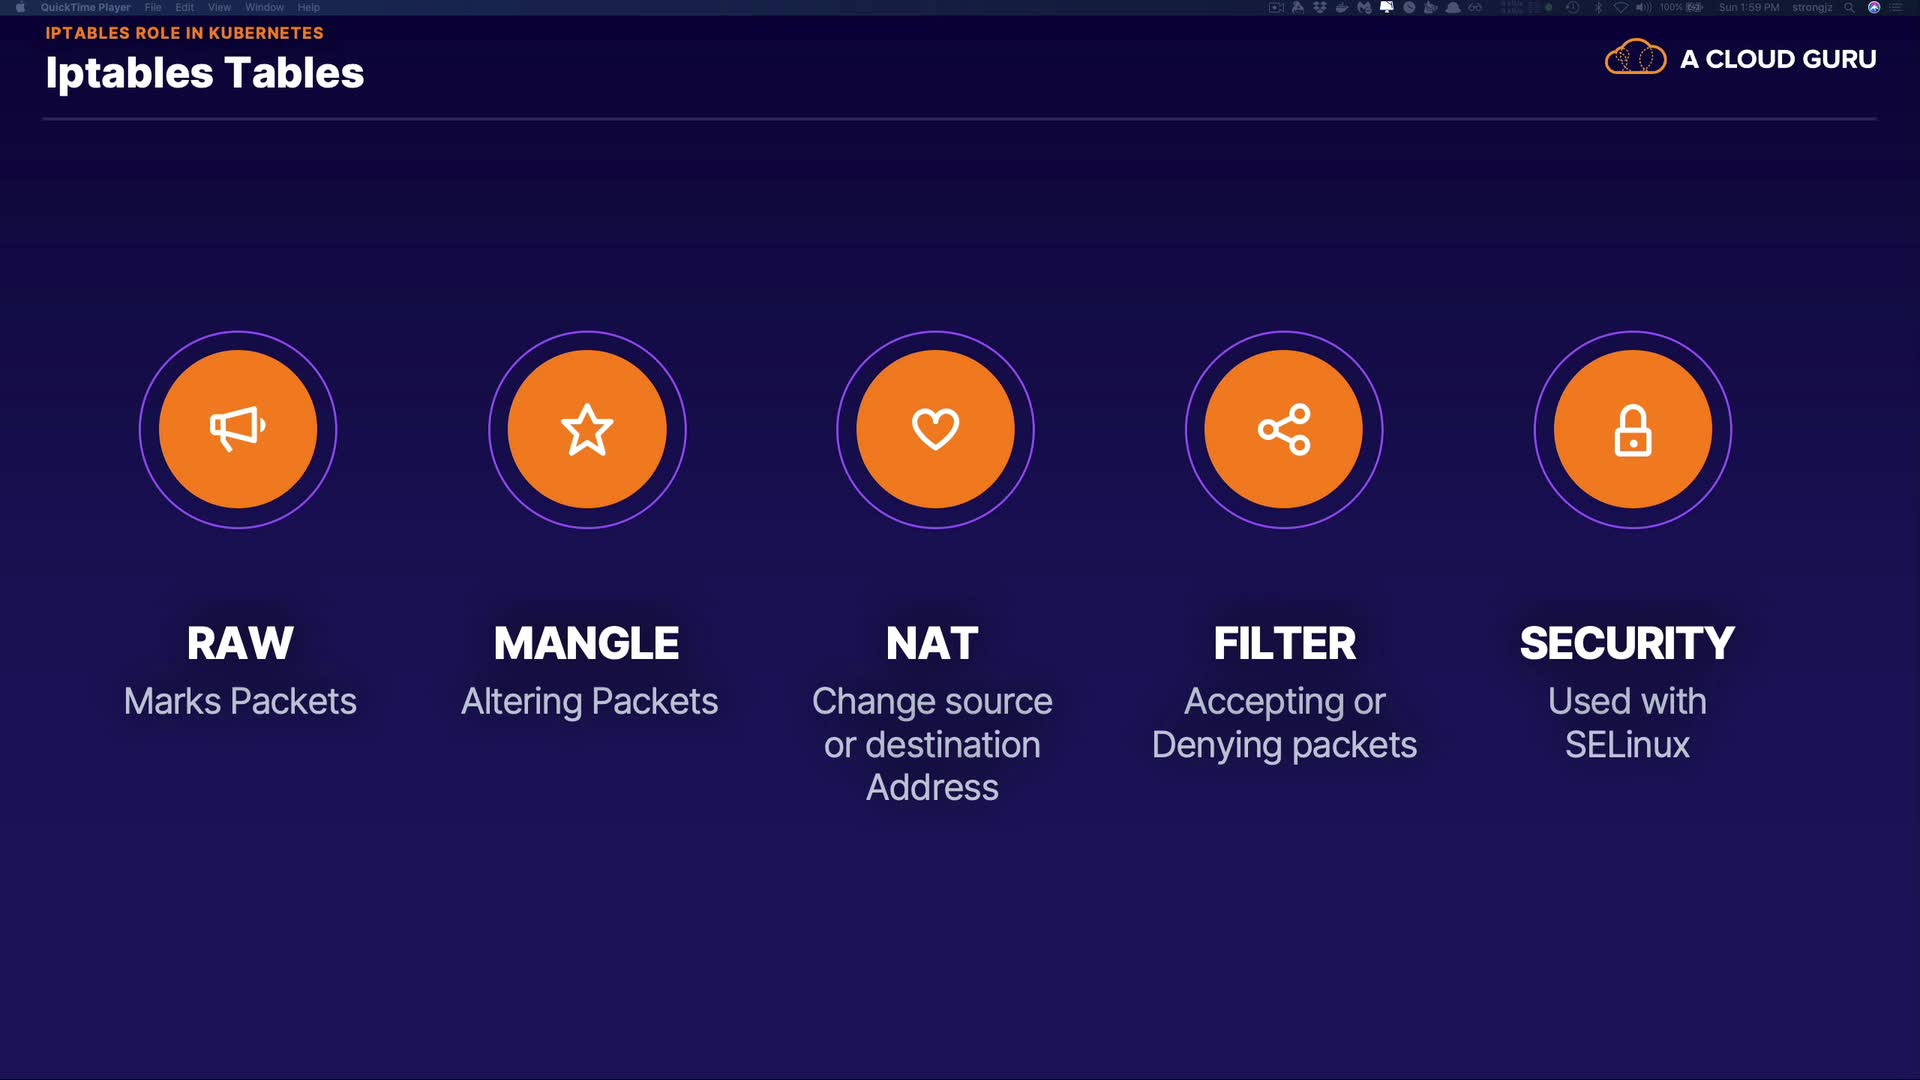 QuickTime Player File Edit View Window Help 100% Sun 1:59 PM strongjz
IPTABLES ROLE IN KUBERNETES
Iptables Tables
A CLOUD GURU
RAW
Marks Packets
MANGLE
Altering Packets
NAT
Change source
or destination
Address
FILTER
Accepting or
Denying packets
SECURITY
Used with
SELinux